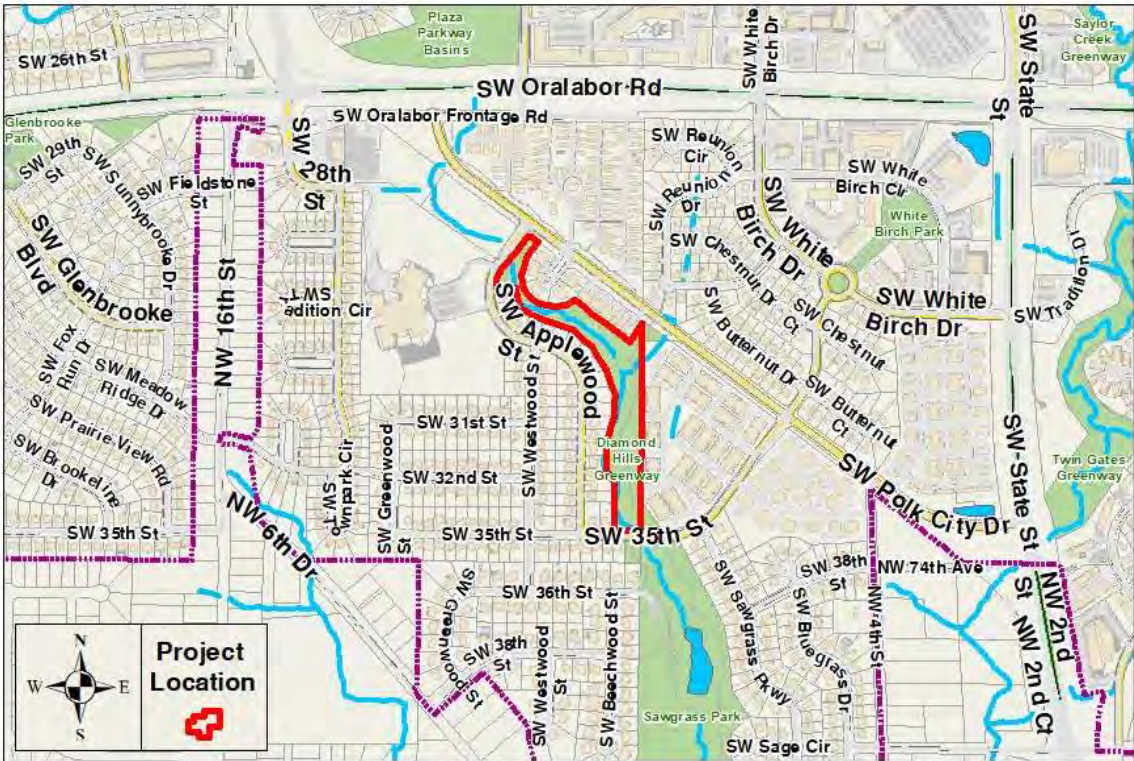 Plaza
Parkway
Basins
SW 26th St
SW White
Birch Dr
SW State
St
Saylor
Creek
Greenway
SW Oralabor Rd
SW Oralabor Frontage Rd
Glenbrooke
Park
SW 29th
St
SW Sunnybrooke Dr
SW Fieldstone
St
SW
28th
St
SW Reunion
Cir
SW Reunion
Dr
SW White
Birch Cir
White
Birch Park
SW White
Birch Dr
SW Chestnut Dr
SW Chestnut
Ct
SW White
Birch Dr
SW Tradition Dr
SW Glenbrooke
Blvd
NW 16th St
SW
Tradition Cir
SW Applewood
St
SW Westwood St
SW Butternut Dr
SW Butternut
Ct
SW Fox
Run Dr
SW Meadow
Ridge Dr
SW Prairie View Rd
SW Brookeline
Dr
SW Townpark Cir
SW Greenwood
St
SW 31st St
SW 32nd St
Diamond
Hills
Greenway
SW Polk City Dr
SW State St
Twin Gates
Greenway
SW 35th St
SW 35th St
SW 35th St
NW 6th Dr
SW 36th St
SW 38th
St
SW 38th
St
NW 74th Ave
SW Greenwood St
SW Westwood
St
SW Beechwood St
SW Sawgrass Pkwy
SW Bluegrass Dr
NW 4th St
NW 2nd
St
NW 2nd Ct
Sawgrass Park
SW Sage Cir
N
W
E
S
Project
Location